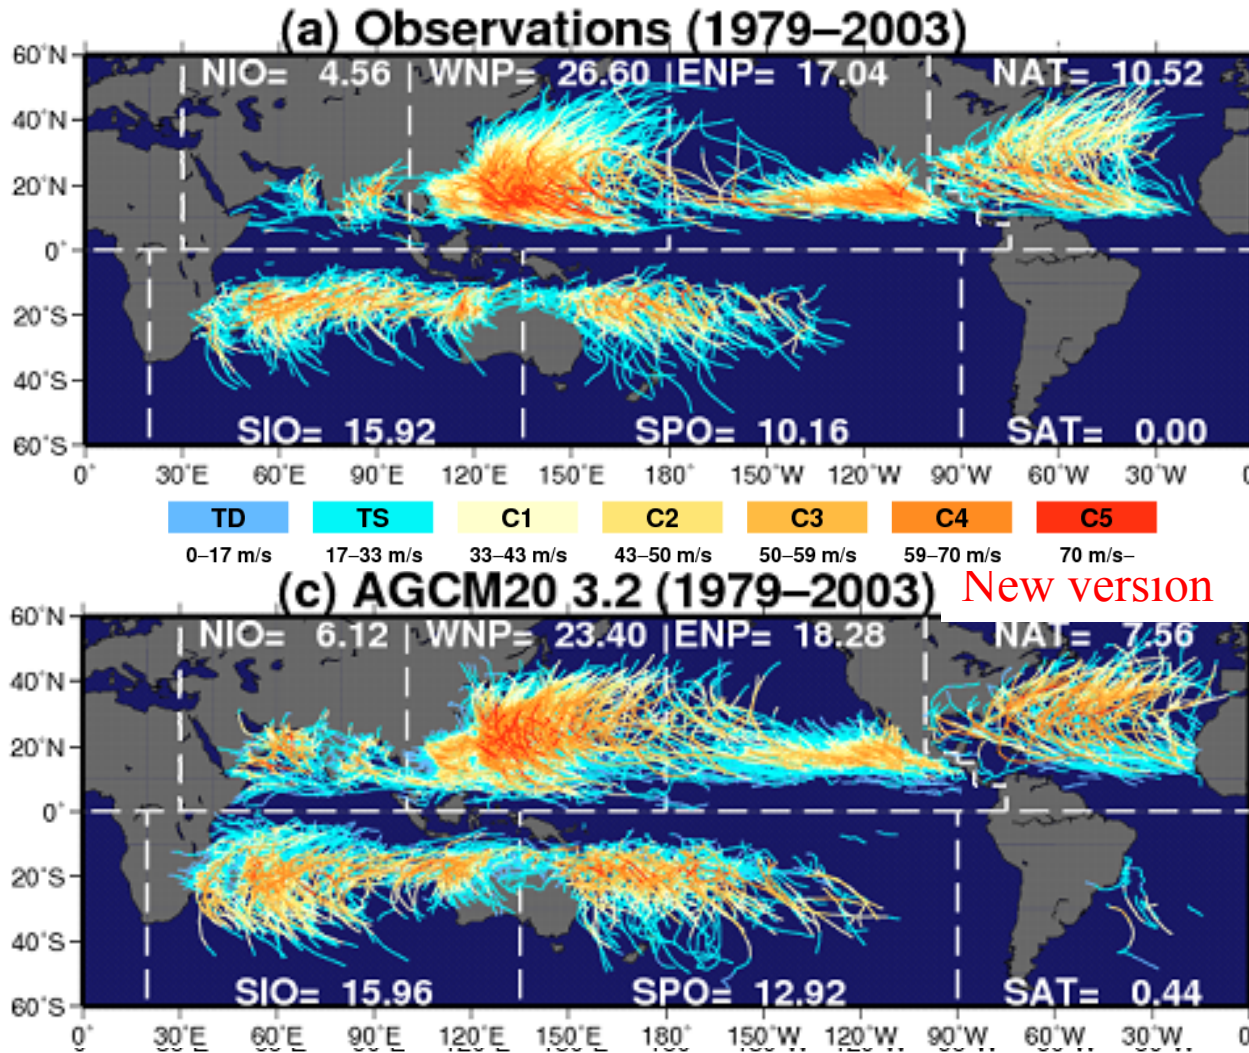 (a) Observations (1979–2003)
60°N
NIO= 4.56 WNP= 26.60 ENP= 17.04 NAT= 10.52
40°N
20°N
0°
20°S
40°S
SIO= 15.92 SPO= 10.16 SAT= 0.00
60°S
0° 30°E 60°E 90°E 120°E 150°E 180° 150°W 120°W 90°W 60°W 30°W 0
TD TS C1 C2 C3 C4 C5
0–17 m/s 17–33 m/s 33–43 m/s 43–50 m/s 50–59 m/s 59–70 m/s 70 m/s–
(c) AGCM20 3.2 (1979–2003) New version
60°N
NIO= 6.12 WNP= 23.40 ENP= 18.28 NAT= 7.56
40°N
20°N
0°
20°S
40°S
SIO= 15.96 SPO= 12.92 SAT= 0.44
60°S
0° 30°E 60°E 90°E 120°E 150°E 180° 150°W 120°W 90°W 60°W 30°W 0